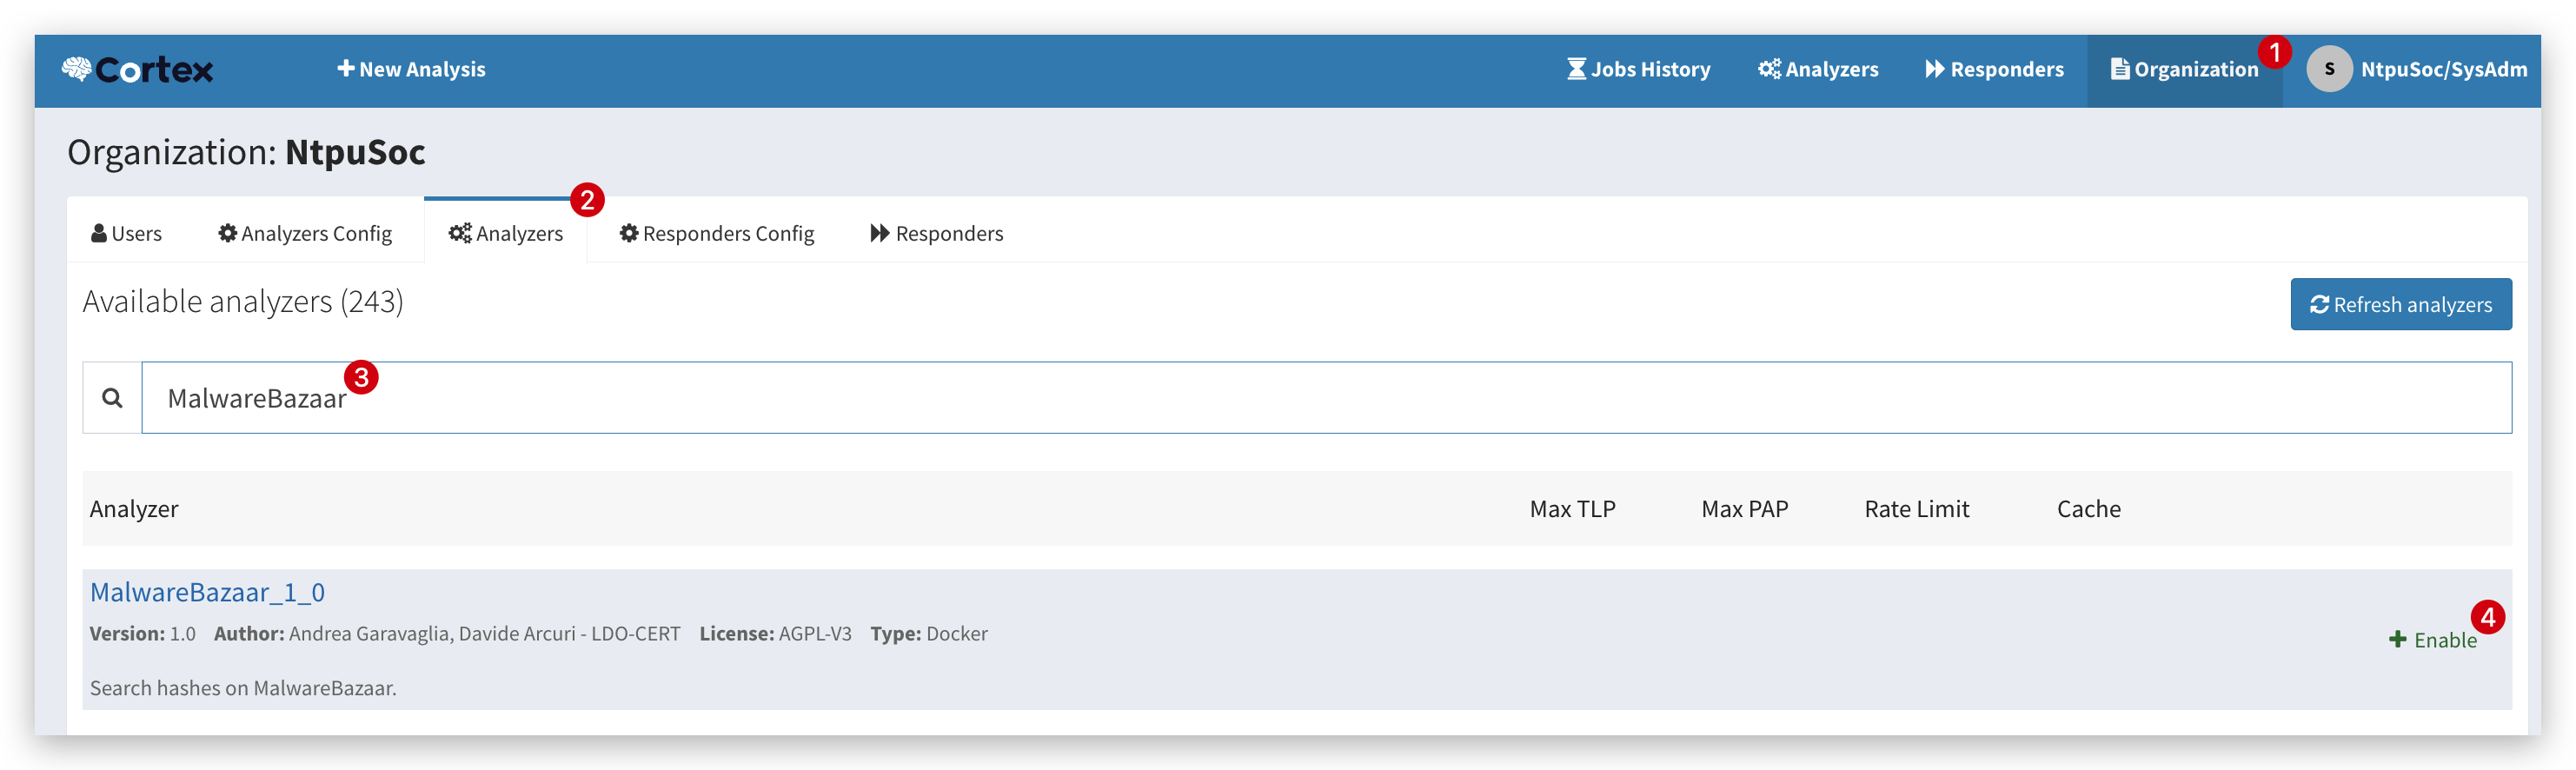 Cortex New Analysis Jobs History Analyzers Responders Organization 1 S NtpuSoc/SysAdm
Organization: NtpuSoc
2
Users Analyzers Config Analyzers Responders Config Responders
Available analyzers (243) Refresh analyzers
MalwareBazaar 3
Analyzer Max TLP Max PAP Rate Limit Cache
MalwareBazaar_1_0
Version: 1.0 Author: Andrea Garavaglia, Davide Arcuri - LDO-CERT License: AGPL-V3 Type: Docker
Enable 4
Search hashes on MalwareBazaar.